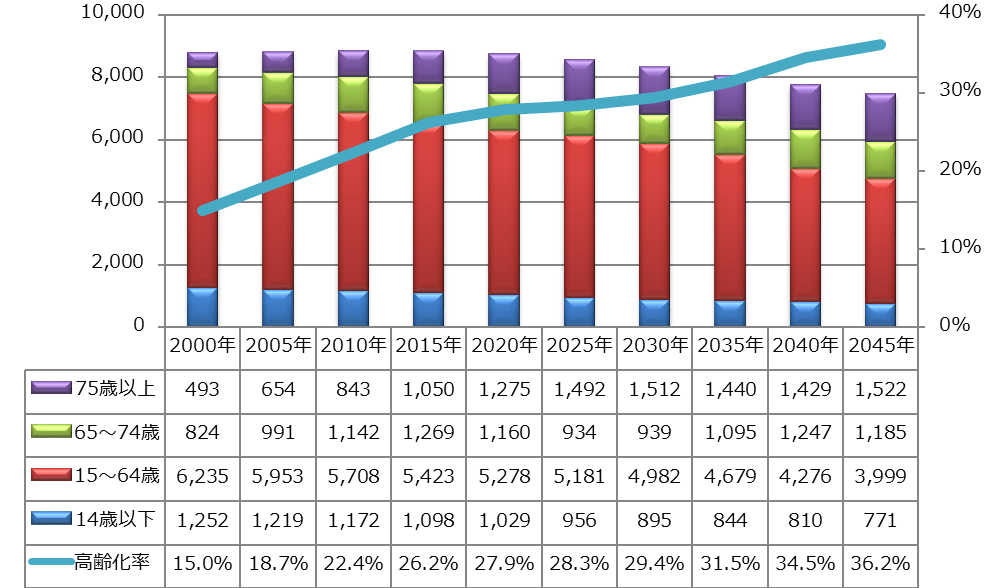 10,000
8,000
6,000
4,000
2,000
0
40%
30%
20%
10%
0%
2000年 2005年 2010年 2015年 2020年 2025年 2030年 2035年 2040年 2045年
75歳以上 493 654 843 1,050 1,275 1,492 1,512 1,440 1,429 1,522
65～74歳 824 991 1,142 1,269 1,160 934 939 1,095 1,247 1,185
15～64歳 6,235 5,953 5,708 5,423 5,278 5,181 4,982 4,679 4,276 3,999
14歳以下 1,252 1,219 1,172 1,098 1,029 956 895 844 810 771
高齢化率 15.0% 18.7% 22.4% 26.2% 27.9% 28.3% 29.4% 31.5% 34.5% 36.2%